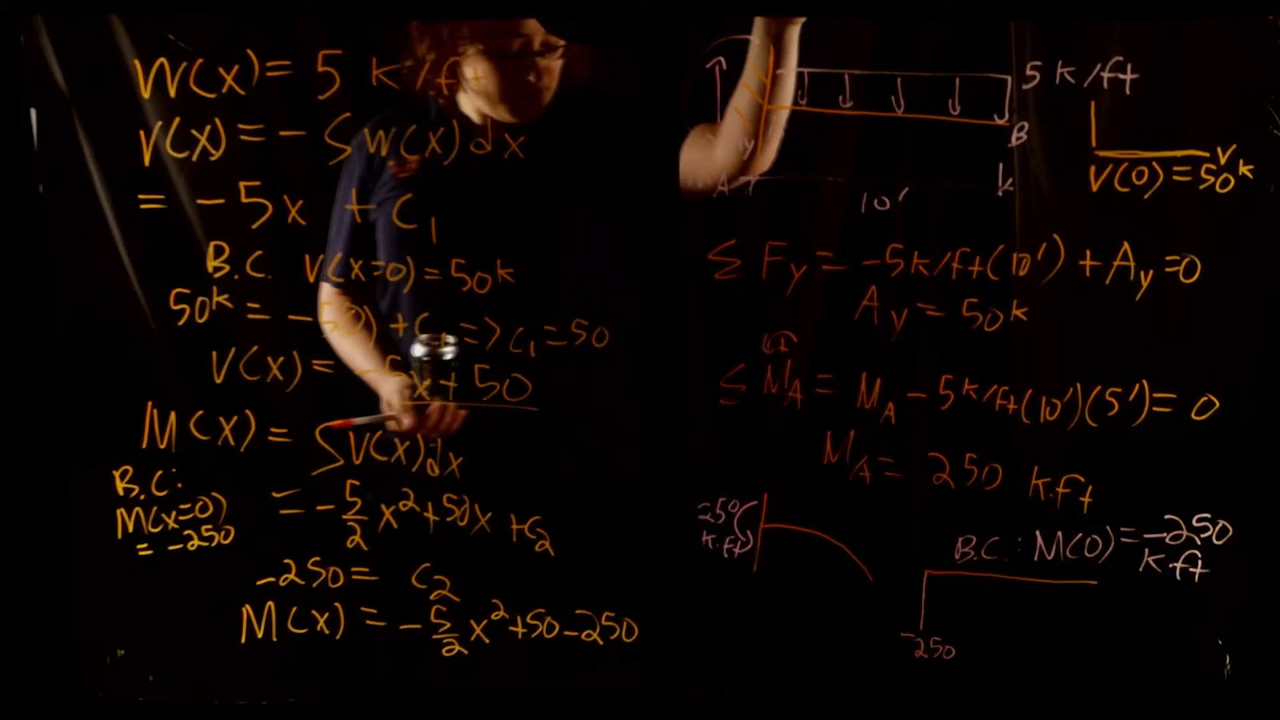 W(x) = 5 k/ft
V(x) = - ∫ W(x) dx
= -5x + C₁
B.C. V(x=0) = 50k
50k = -5(0) + C₁ => C₁ = 50
V(x) = -5x + 50
M(x) = ∫V(x)dx
B.C:
M(x=0)
= -250
= -5/2 x² + 50x + C₂
-250 = C₂
M(x) = -5/2 x² + 50 - 250
5 k/ft
B
A
10'
V
V(0) = 50k
Σ Fy = -5k/ft(10') + Ay = 0
Ay = 50k
Σ MA = MA - 5k/ft(10')(5') = 0
MA = 250 k.ft
-250
k.ft
B.C.: M(0) = -250
k.ft
-250